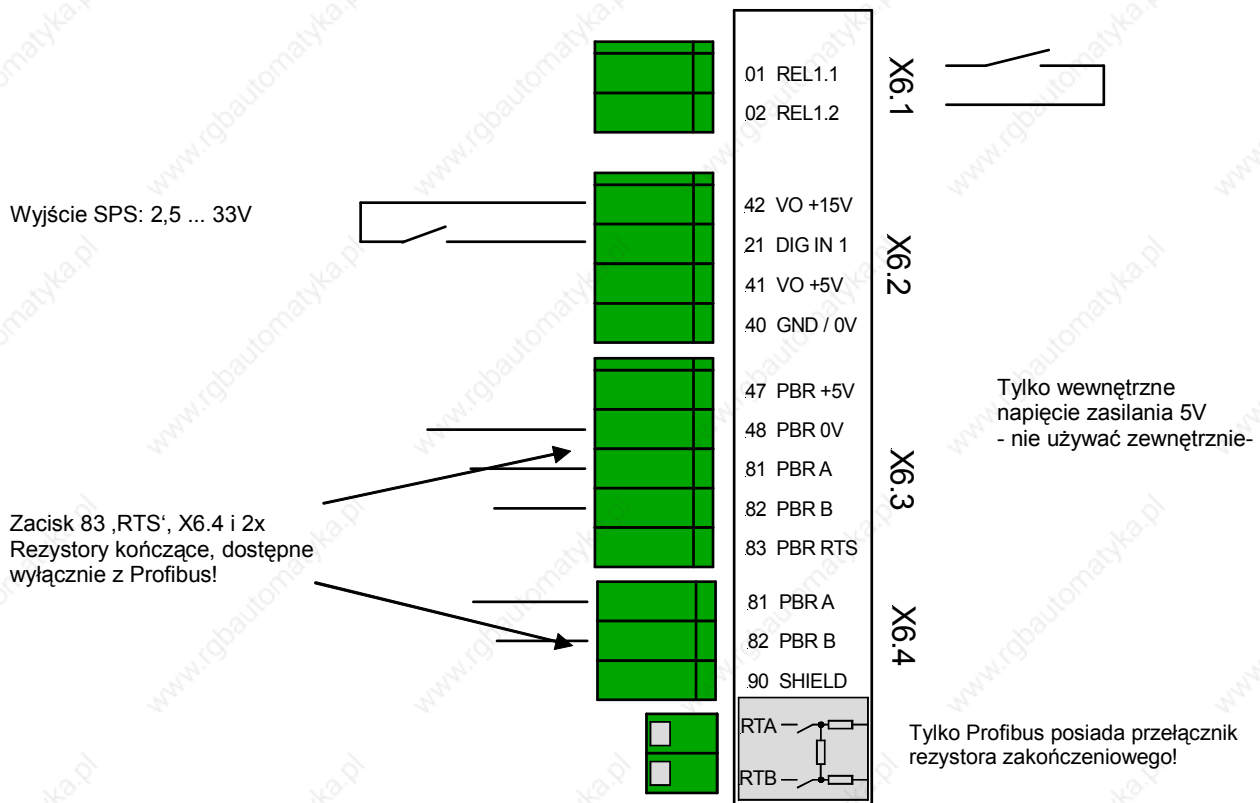 01 REL1.1
02 REL1.2
X6.1
Wyjście SPS: 2,5 ... 33V
42 VO +15V
21 DIG IN 1
41 VO +5V
40 GND / 0V
X6.2
47 PBR +5V
48 PBR 0V
81 PBR A
82 PBR B
83 PBR RTS
X6.3
Tylko wewnętrzne
napięcie zasilania 5V
- nie używać zewnętrznie-
Zacisk 83 ‚RTS‘, X6.4 i 2x
Rezystory kończące, dostępne
wyłącznie z Profibus!
81 PBR A
82 PBR B
90 SHIELD
X6.4
RTA
RTB
Tylko Profibus posiada przełącznik
rezystora zakończeniowego!
www.rgbautomatyka.pl